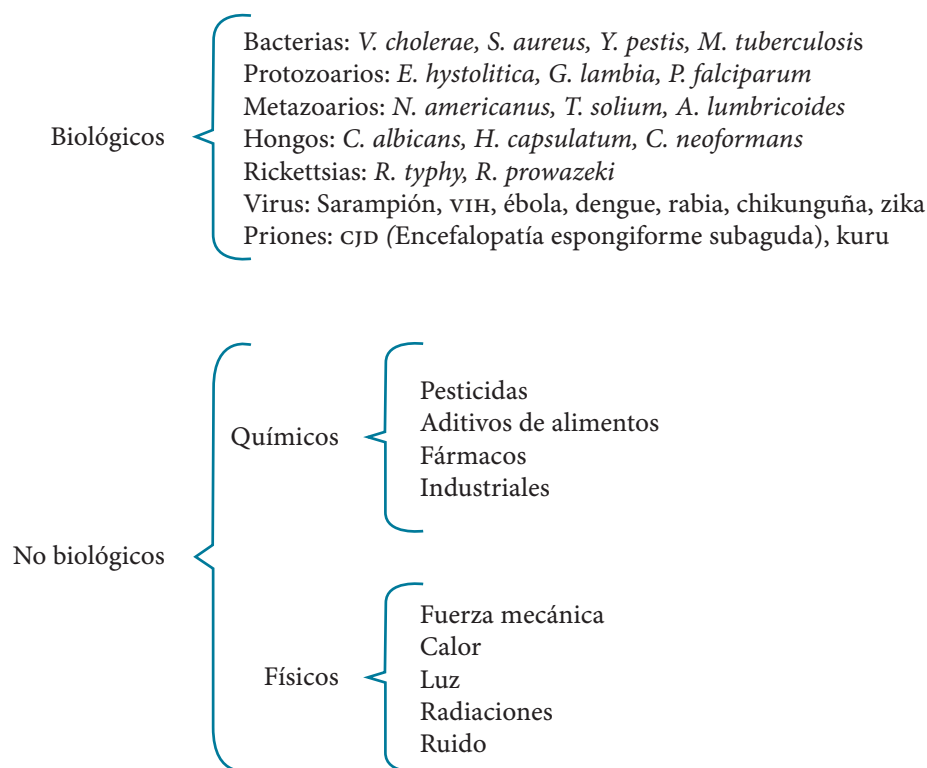 Biológicos
Bacterias: V. cholerae, S. aureus, Y. pestis, M. tuberculosis
Protozoarios: E. hystolitica, G. lambia, P. falciparum
Metazoarios: N. americanus, T. solium, A. lumbricoides
Hongos: C. albicans, H. capsulatum, C. neoformans
Rickettsias: R. typhy, R. prowazeki
Virus: Sarampión, VIH, ébola, dengue, rabia, chikunguña, zika
Priones: CJD (Encefalopatía espongiforme subaguda), kuru
No biológicos
Químicos
Pesticidas
Aditivos de alimentos
Fármacos
Industriales
Físicos
Fuerza mecánica
Calor
Luz
Radiaciones
Ruido